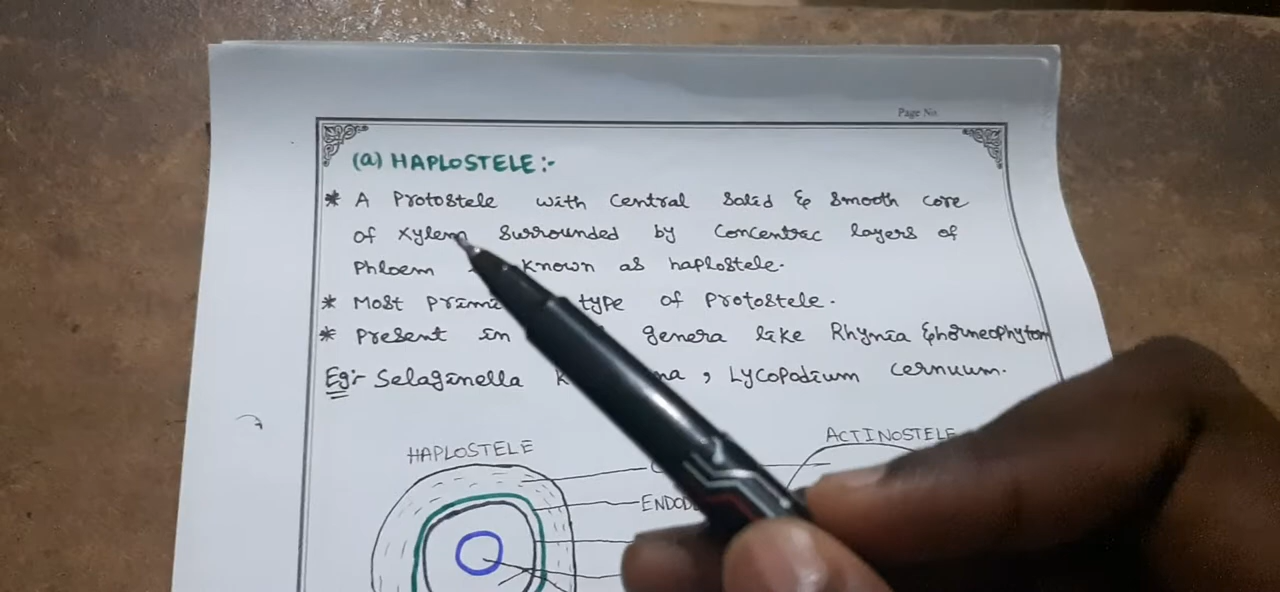 Page No.
(a) HAPLOSTELE :-
* A Protostele with central solid & smooth core
of xylem surrounded by concentric layers of
Phloem known as haplostele.
* Most type of protostele.
* Present in genera like Rhynia & horneophyton
Eg:- Selaginella , Lycopodium cernuum.
HAPLOSTELE
ACTINOSTELE